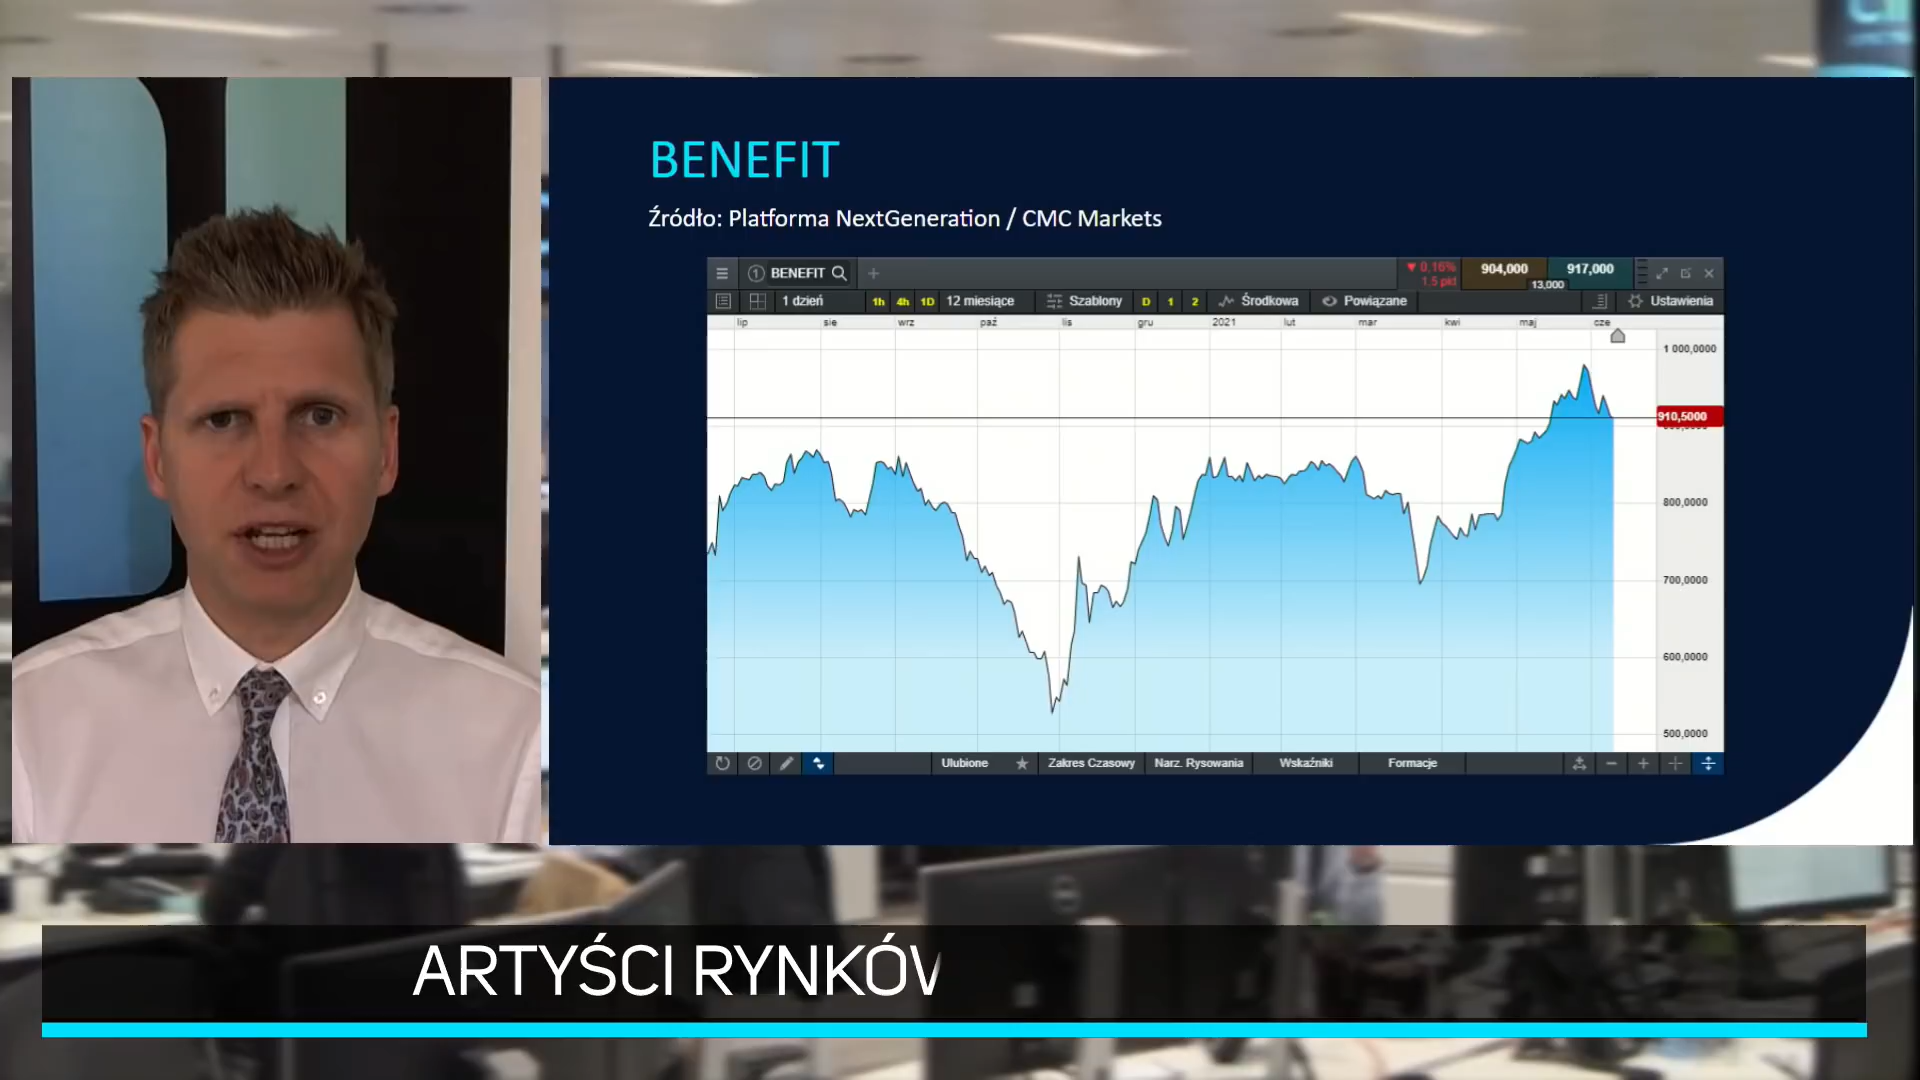 BENEFIT
Źródło: Platforma NextGeneration / CMC Markets
1 BENEFIT
0,16%
1.5 pkt
904,000
917,000
13,000
1 dzień 1h 4h 1D 12 miesiące Szablony D 1 2 Środkowa Powiązane Ustawienia
lip sie wrz paź lis gru 2021 lut mar kwi maj cze
1 000,0000
910,5000
800,0000
700,0000
600,0000
500,0000
Ulubione Zakres Czasowy Narz. Rysowania Wskaźniki Formacje
ARTYŚCI RYNKÓW